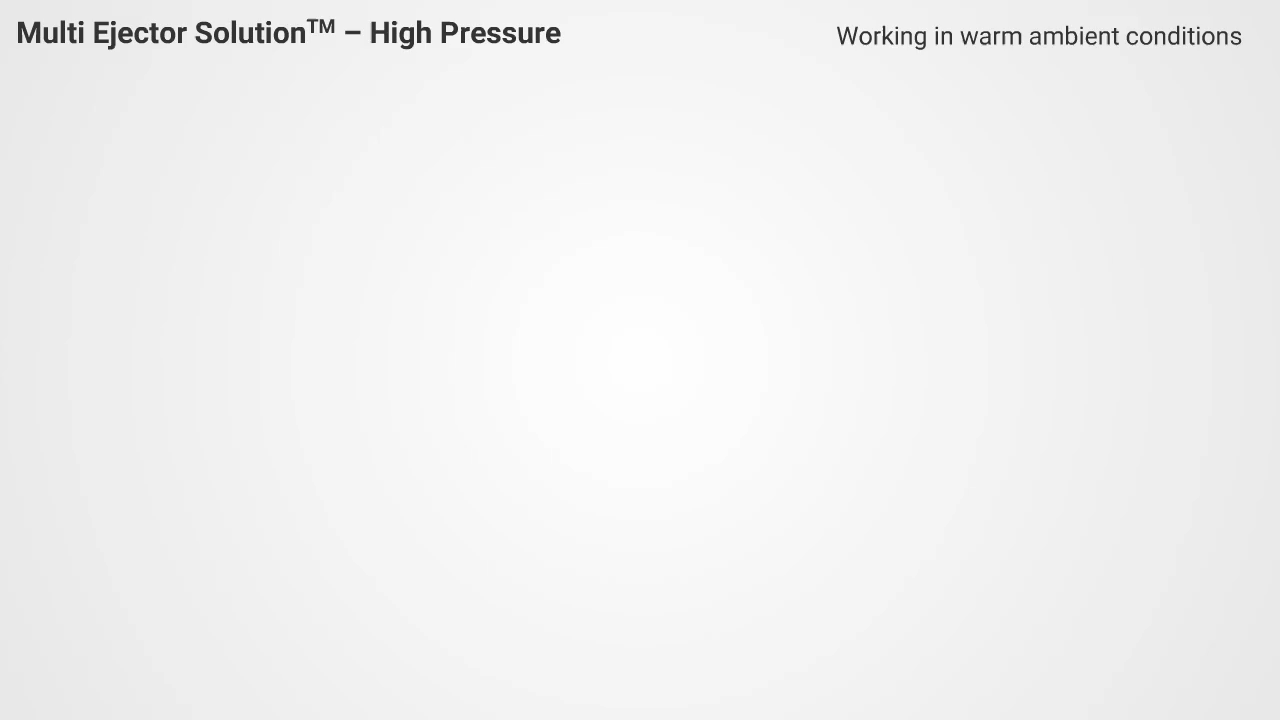 Multi Ejector Solution™ – High Pressure
Working in warm ambient conditions